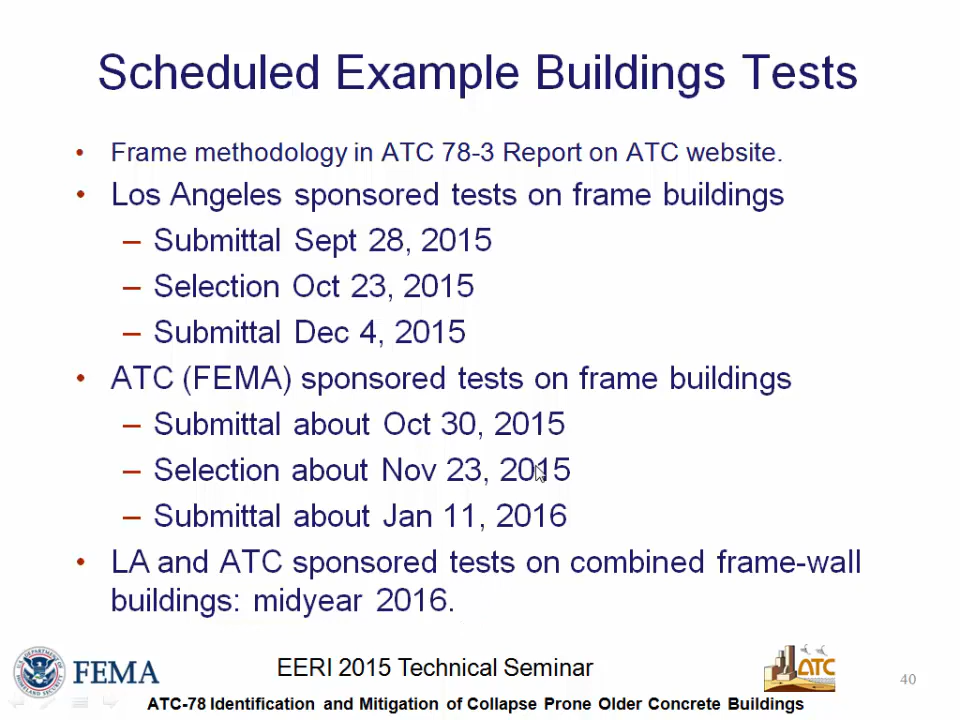 Scheduled Example Buildings Tests
• Frame methodology in ATC 78-3 Report on ATC website.
• Los Angeles sponsored tests on frame buildings
– Submittal Sept 28, 2015
– Selection Oct 23, 2015
– Submittal Dec 4, 2015
• ATC (FEMA) sponsored tests on frame buildings
– Submittal about Oct 30, 2015
– Selection about Nov 23, 2015
– Submittal about Jan 11, 2016
• LA and ATC sponsored tests on combined frame-wall
buildings: midyear 2016.
FEMA
EERI 2015 Technical Seminar
ATC
40
ATC-78 Identification and Mitigation of Collapse Prone Older Concrete Buildings